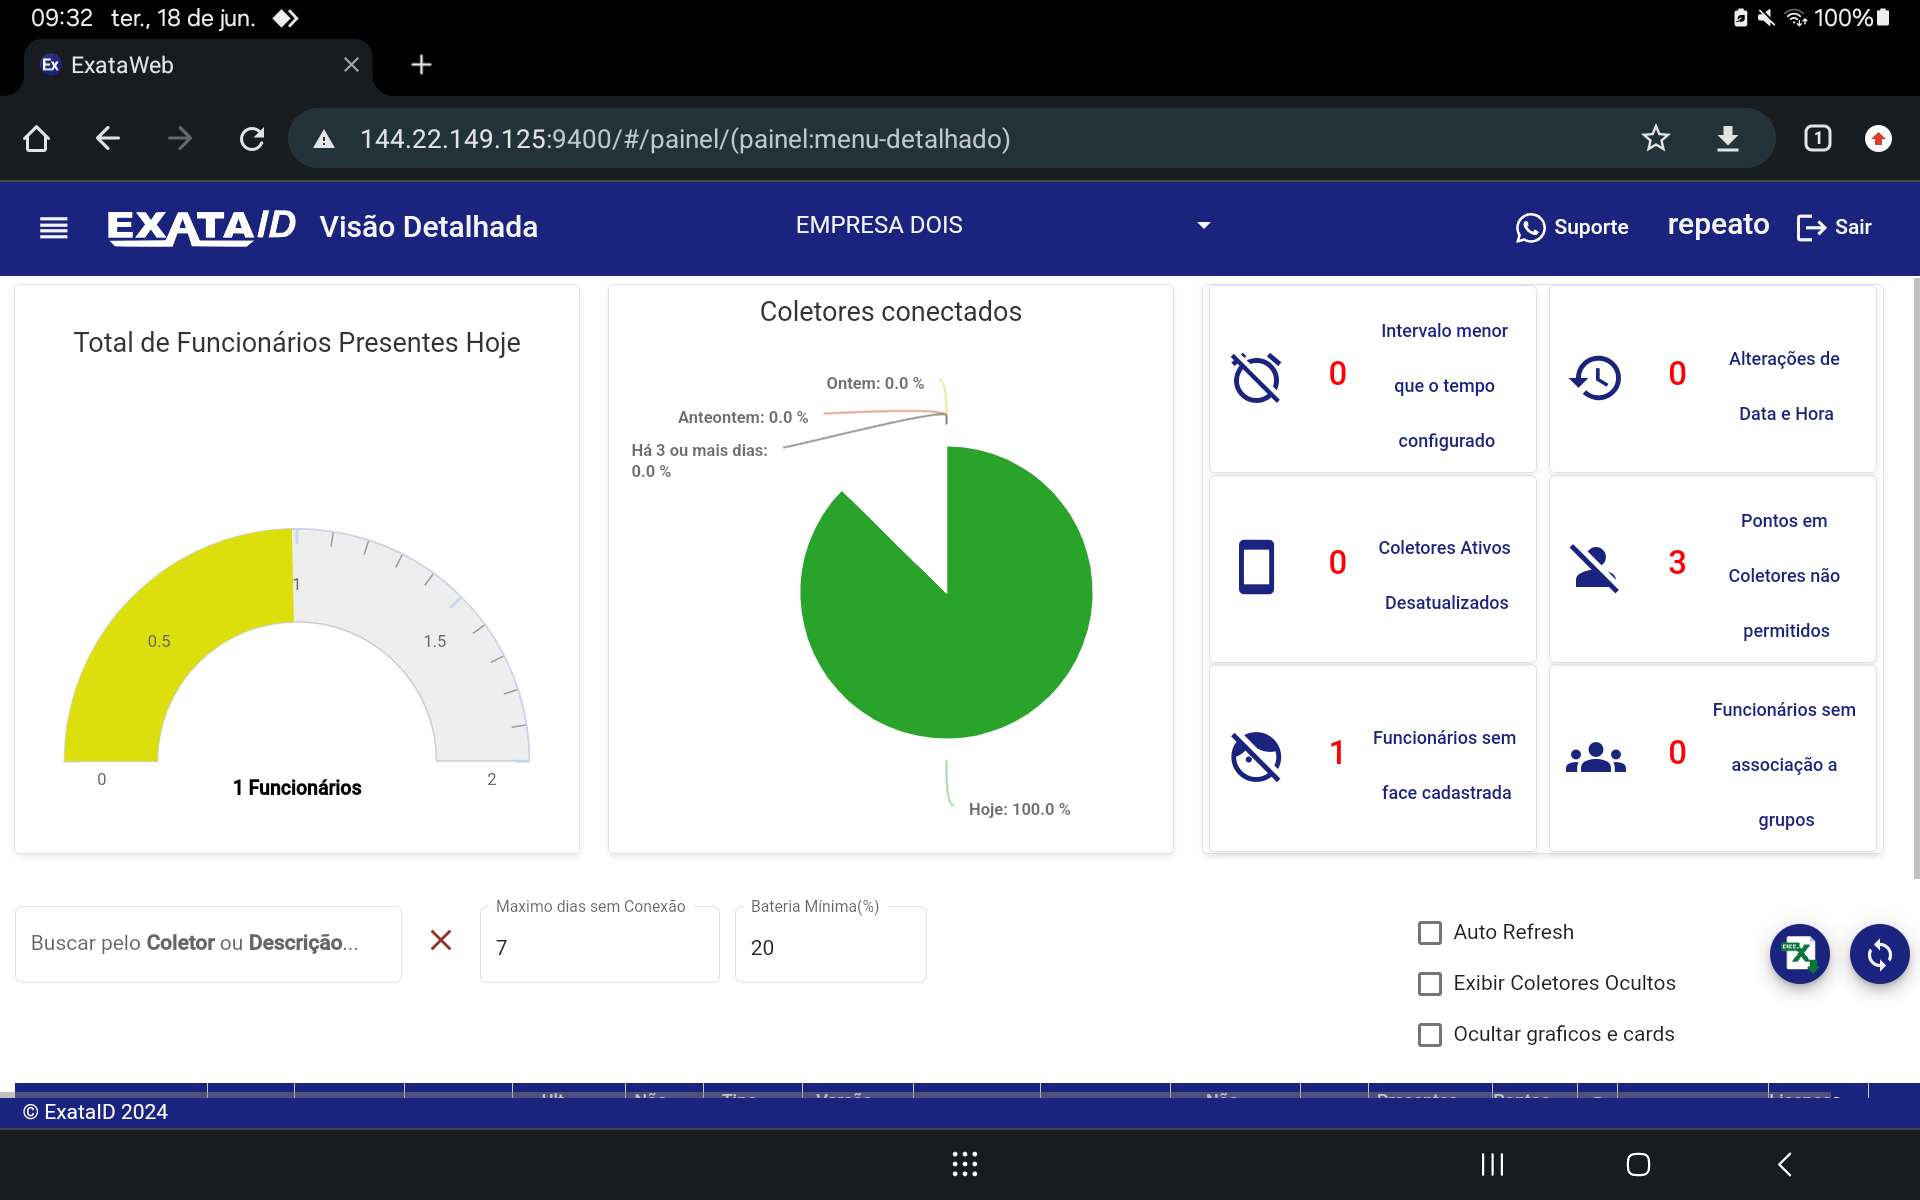 09:32 ter., 18 de jun.
100%
Ex ExataWeb
144.22.149.125:9400/#/painel/(painel:menu-detalhado)
1
EXATAID Visão Detalhada
EMPRESA DOIS
Suporte
repeato
Sair
Total de Funcionários Presentes Hoje
0
0.5
1
1.5
2
1 Funcionários
Coletores conectados
Ontem: 0.0 %
Anteontem: 0.0 %
Há 3 ou mais dias:
0.0 %
Hoje: 100.0 %
0
Intervalo menor
que o tempo
configurado
0
Alterações de
Data e Hora
0
Coletores Ativos
Desatualizados
3
Pontos em
Coletores não
permitidos
1
Funcionários sem
face cadastrada
0
Funcionários sem
associação a
grupos
Buscar pelo Coletor ou Descrição...
Maximo dias sem Conexão
7
Bateria Mínima(%)
20
Auto Refresh
Exibir Coletores Ocultos
Ocultar graficos e cards
© ExataID 2024